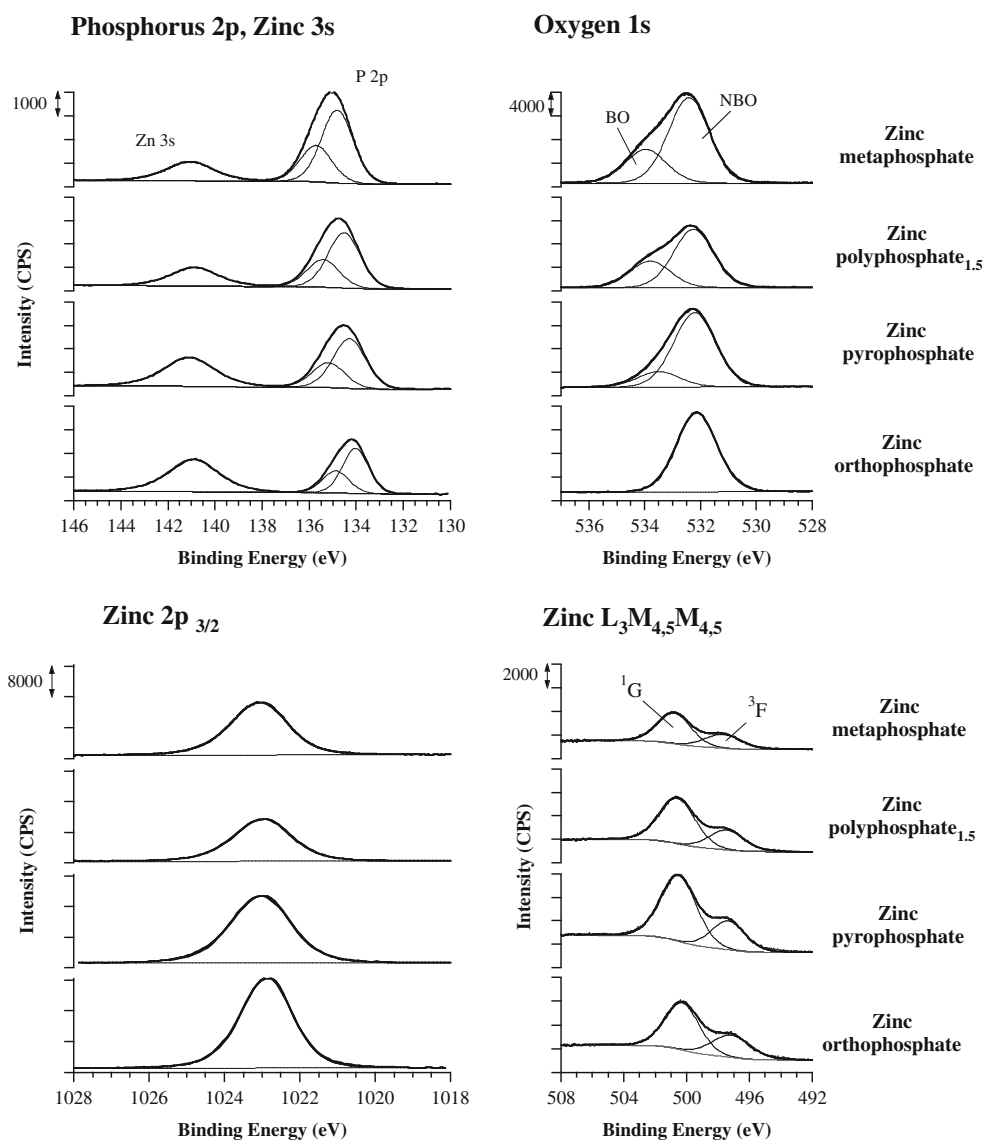 Phosphorus 2p, Zinc 3s
Oxygen 1s
1000
Zn 3s
P 2p
4000
BO
NBO
Zinc
metaphosphate
Zinc
polyphosphate1.5
Zinc
pyrophosphate
Zinc
orthophosphate
Intensity (CPS)
146 144 142 140 138 136 134 132 130
536 534 532 530 528
Binding Energy (eV)
Binding Energy (eV)
Zinc 2p 3/2
Zinc L3M4,5M4,5
8000
2000
1G
3F
Zinc
metaphosphate
Zinc
polyphosphate1.5
Zinc
pyrophosphate
Zinc
orthophosphate
Intensity (CPS)
Intensity (CPS)
1028 1026 1024 1022 1020 1018
508 504 500 496 492
Binding Energy (eV)
Binding Energy (eV)